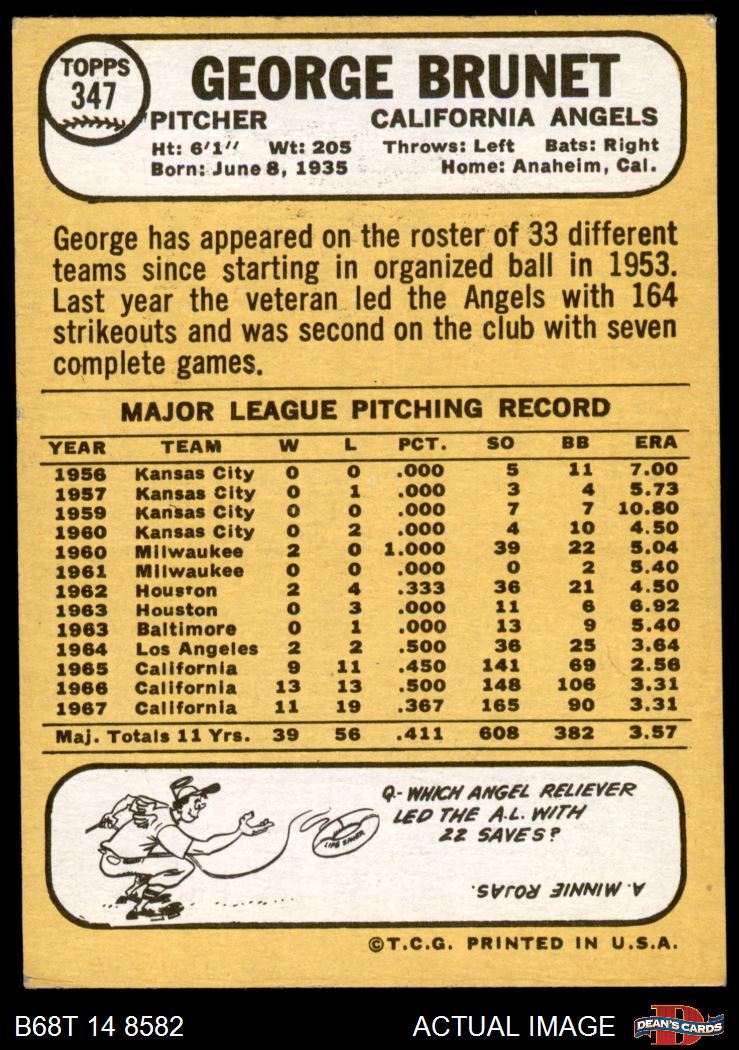 TOPPS
347
GEORGE BRUNET
PITCHER CALIFORNIA ANGELS
Ht: 6'1" Wt: 205 Throws: Left Bats: Right
Born: June 8, 1935 Home: Anaheim, Cal.
George has appeared on the roster of 33 different
teams since starting in organized ball in 1953.
Last year the veteran led the Angels with 164
strikeouts and was second on the club with seven
complete games.
MAJOR LEAGUE PITCHING RECORD
YEAR TEAM W L PCT. SO BB ERA
1956 Kansas City 0 0 .000 5 11 7.00
1957 Kansas City 0 1 .000 3 4 5.73
1959 Kansas City 0 0 .000 7 7 10.80
1960 Kansas City 0 2 .000 4 10 4.50
1960 Milwaukee 2 0 1.000 39 22 5.04
1961 Milwaukee 0 0 .000 0 2 5.40
1962 Houston 2 4 .333 36 21 4.50
1963 Houston 0 3 .000 11 6 6.92
1963 Baltimore 0 1 .000 13 9 5.40
1964 Los Angeles 2 2 .500 36 25 3.64
1965 California 9 11 .450 141 69 2.56
1966 California 13 13 .500 148 106 3.31
1967 California 11 19 .367 165 90 3.31
Maj. Totals 11 Yrs. 39 56 .411 608 382 3.57
Q- WHICH ANGEL RELIEVER
LED THE A.L. WITH
22 SAVES?
LIFE SAVER
A. MINNIE ROJAS.
©T.C.G. PRINTED IN U.S.A.
B68T 14 8582 ACTUAL IMAGE DEAN'S CARDS